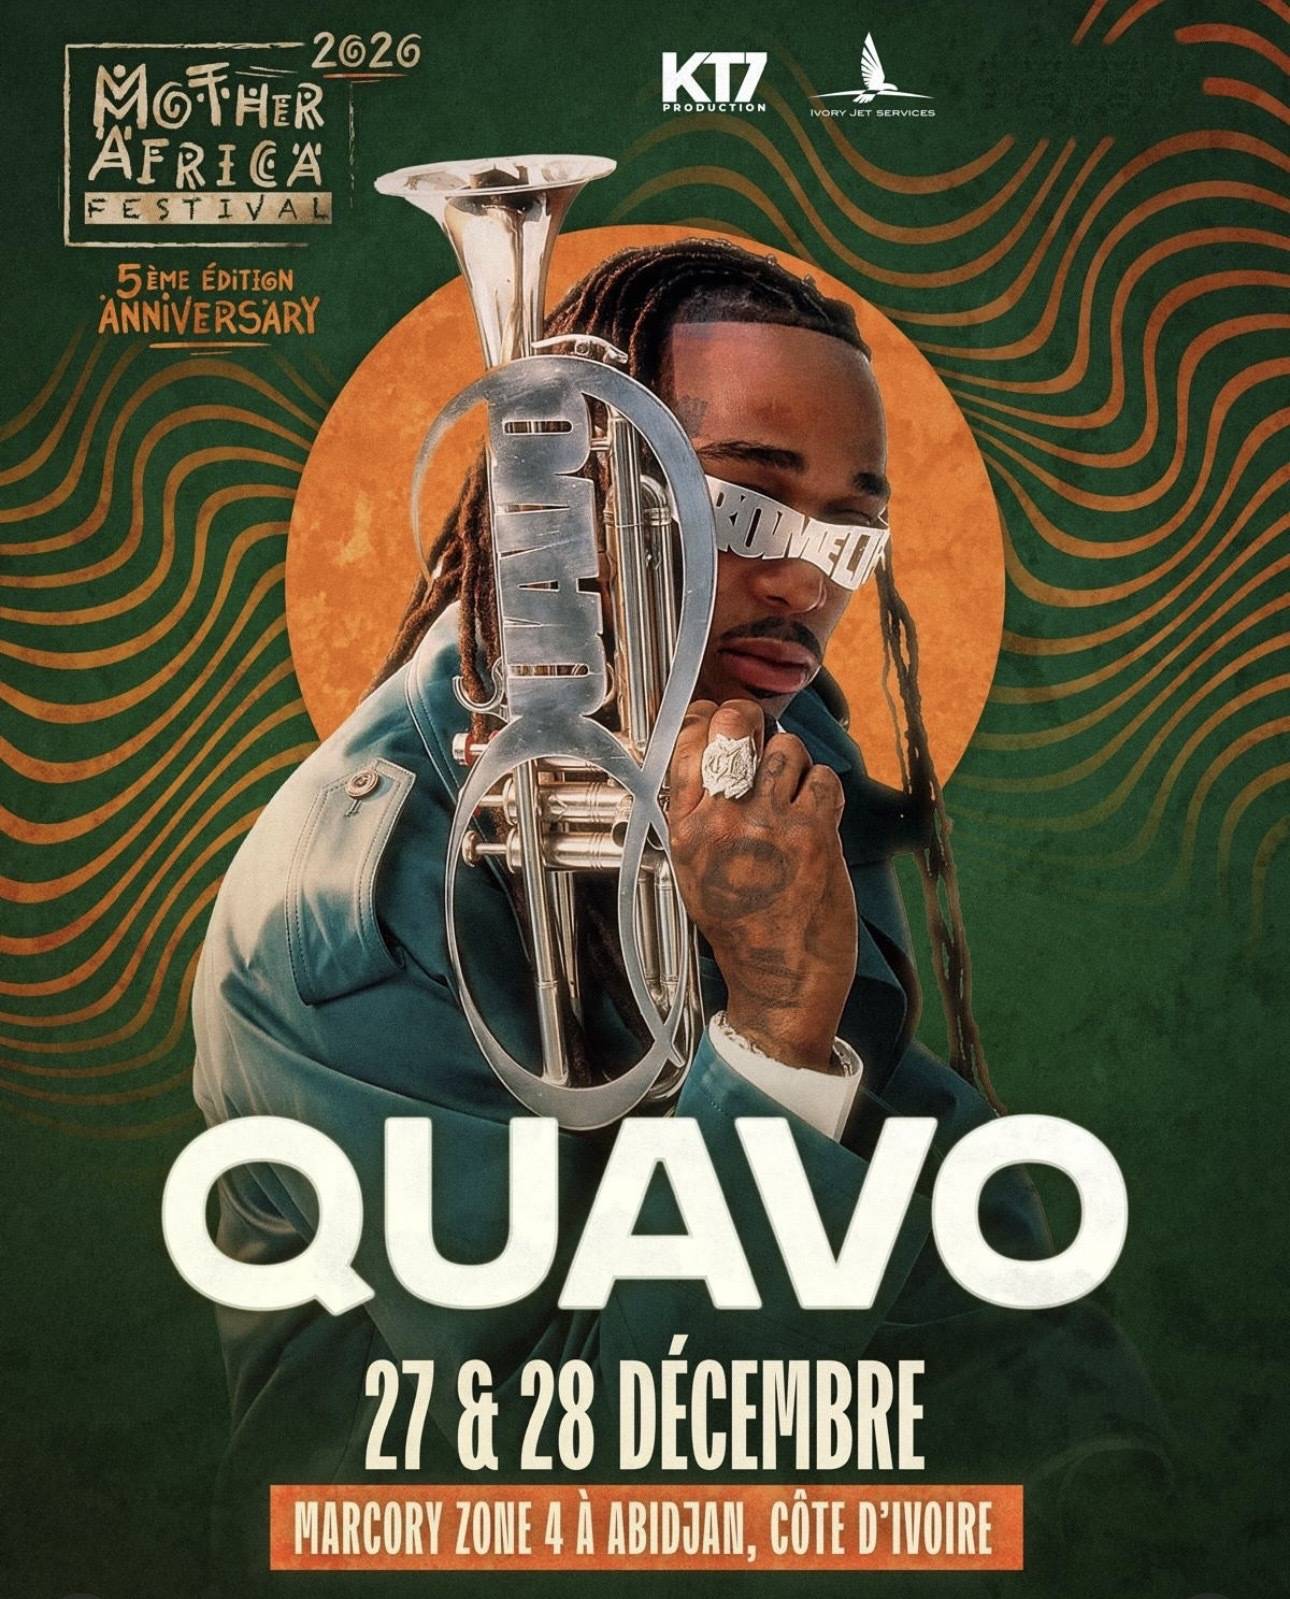 2026
MOTHER
AFRICA
FESTIVAL
5ÈME ÉDITION
ANNIVERSARY
KT7
PRODUCTION
IVORY JET SERVICES
QUAVO
QUAVO
27 & 28 DÉCEMBRE
MARCORY ZONE 4 À ABIDJAN, CÔTE D'IVOIRE